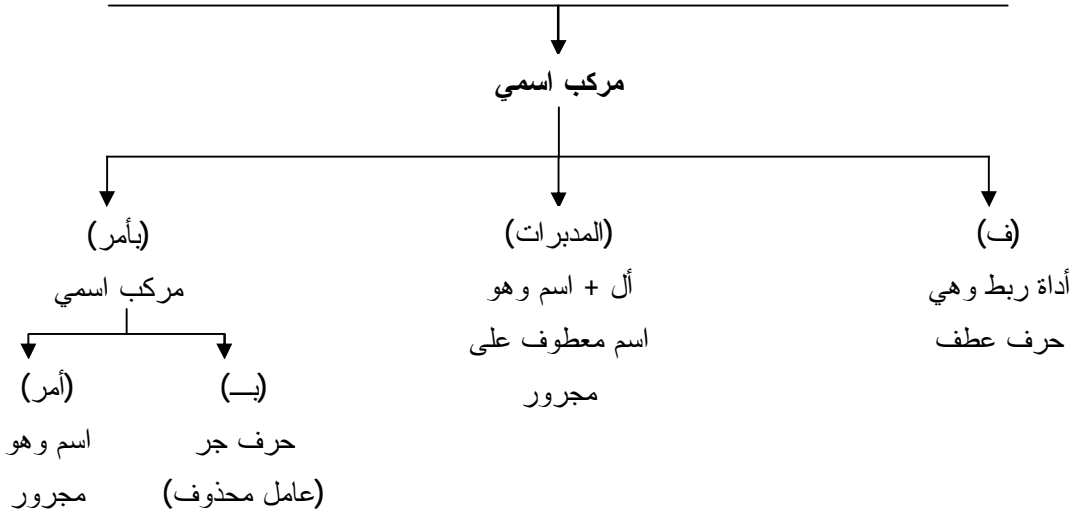 مركب اسمي
(ف) (المدبرات) (بأمر)
أداة ربط وهي أل + اسم وهو مركب اسمي
حرف عطف اسم معطوف على
(بـــ) (أمر)
مجرور
حرف جر اسم وهو
(عامل محذوف) مجرور